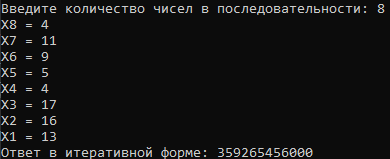 Введите количество чисел в последовательности: 8
X8 = 4
X7 = 11
X6 = 9
X5 = 5
X4 = 4
X3 = 17
X2 = 16
X1 = 13
Ответ в итеративной форме: 359265456000